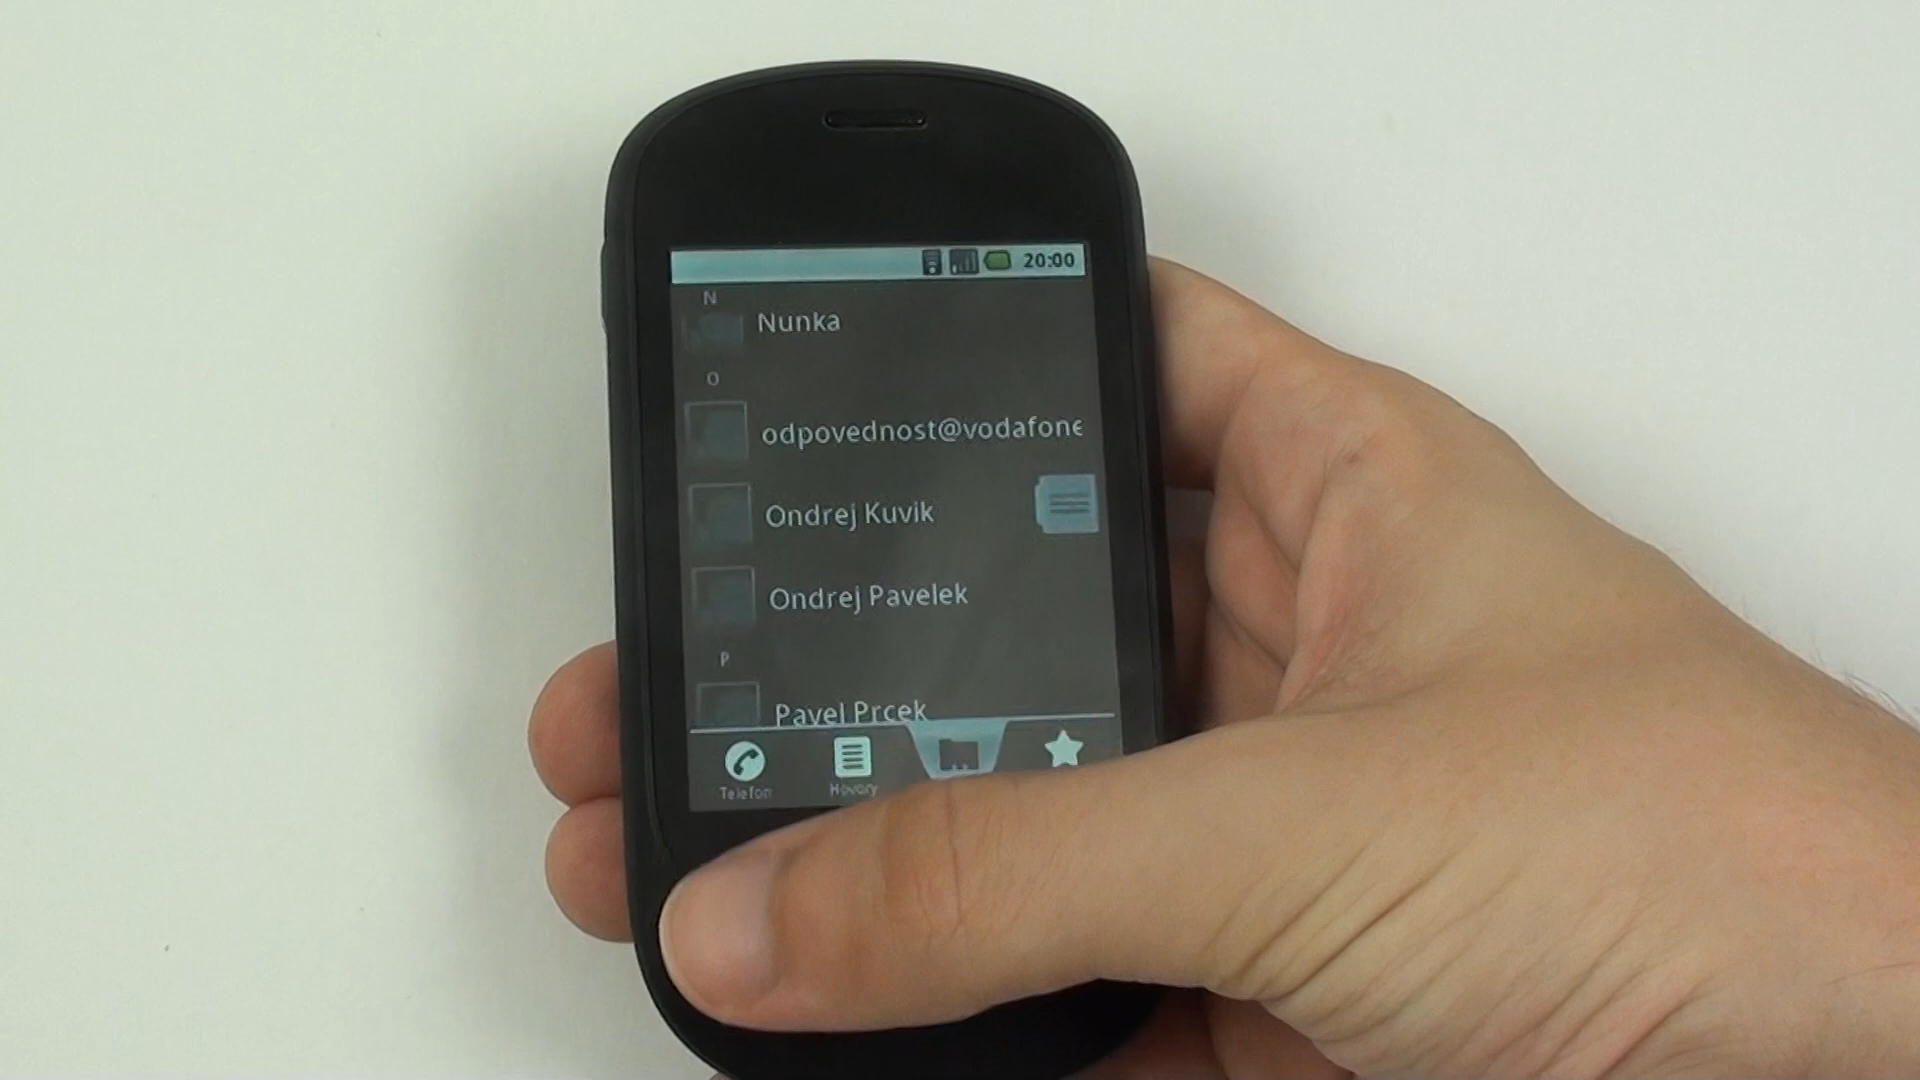 20:00
N
Nunka
O
odpovednost@vodafone
Ondrej Kuvik
Ondrej Pavelek
P
Pavel Prcek
Telefon
Hovory